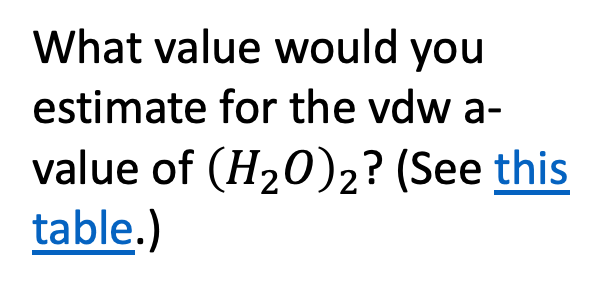 What value would you
estimate for the vdw a-
value of (H₂O)₂? (See this
table.)